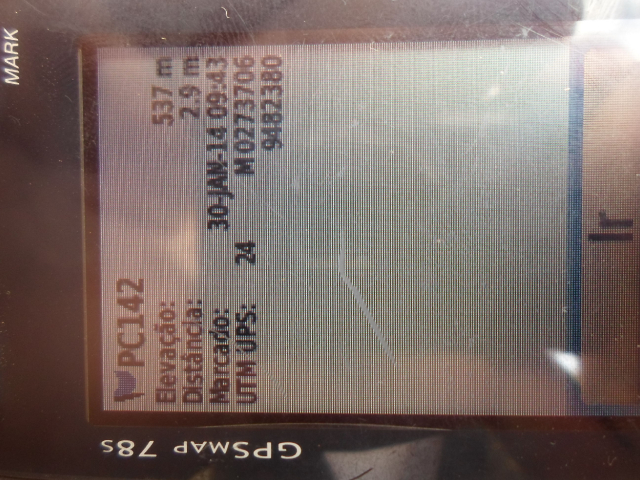 MARK
PC142
Elevação: 537 m
Distância: 2.9 m
Marcado: 30-JAN-14 09:43
UTM UPS: 24 M 0273706
9482380
Ir
GPSMAP 78s